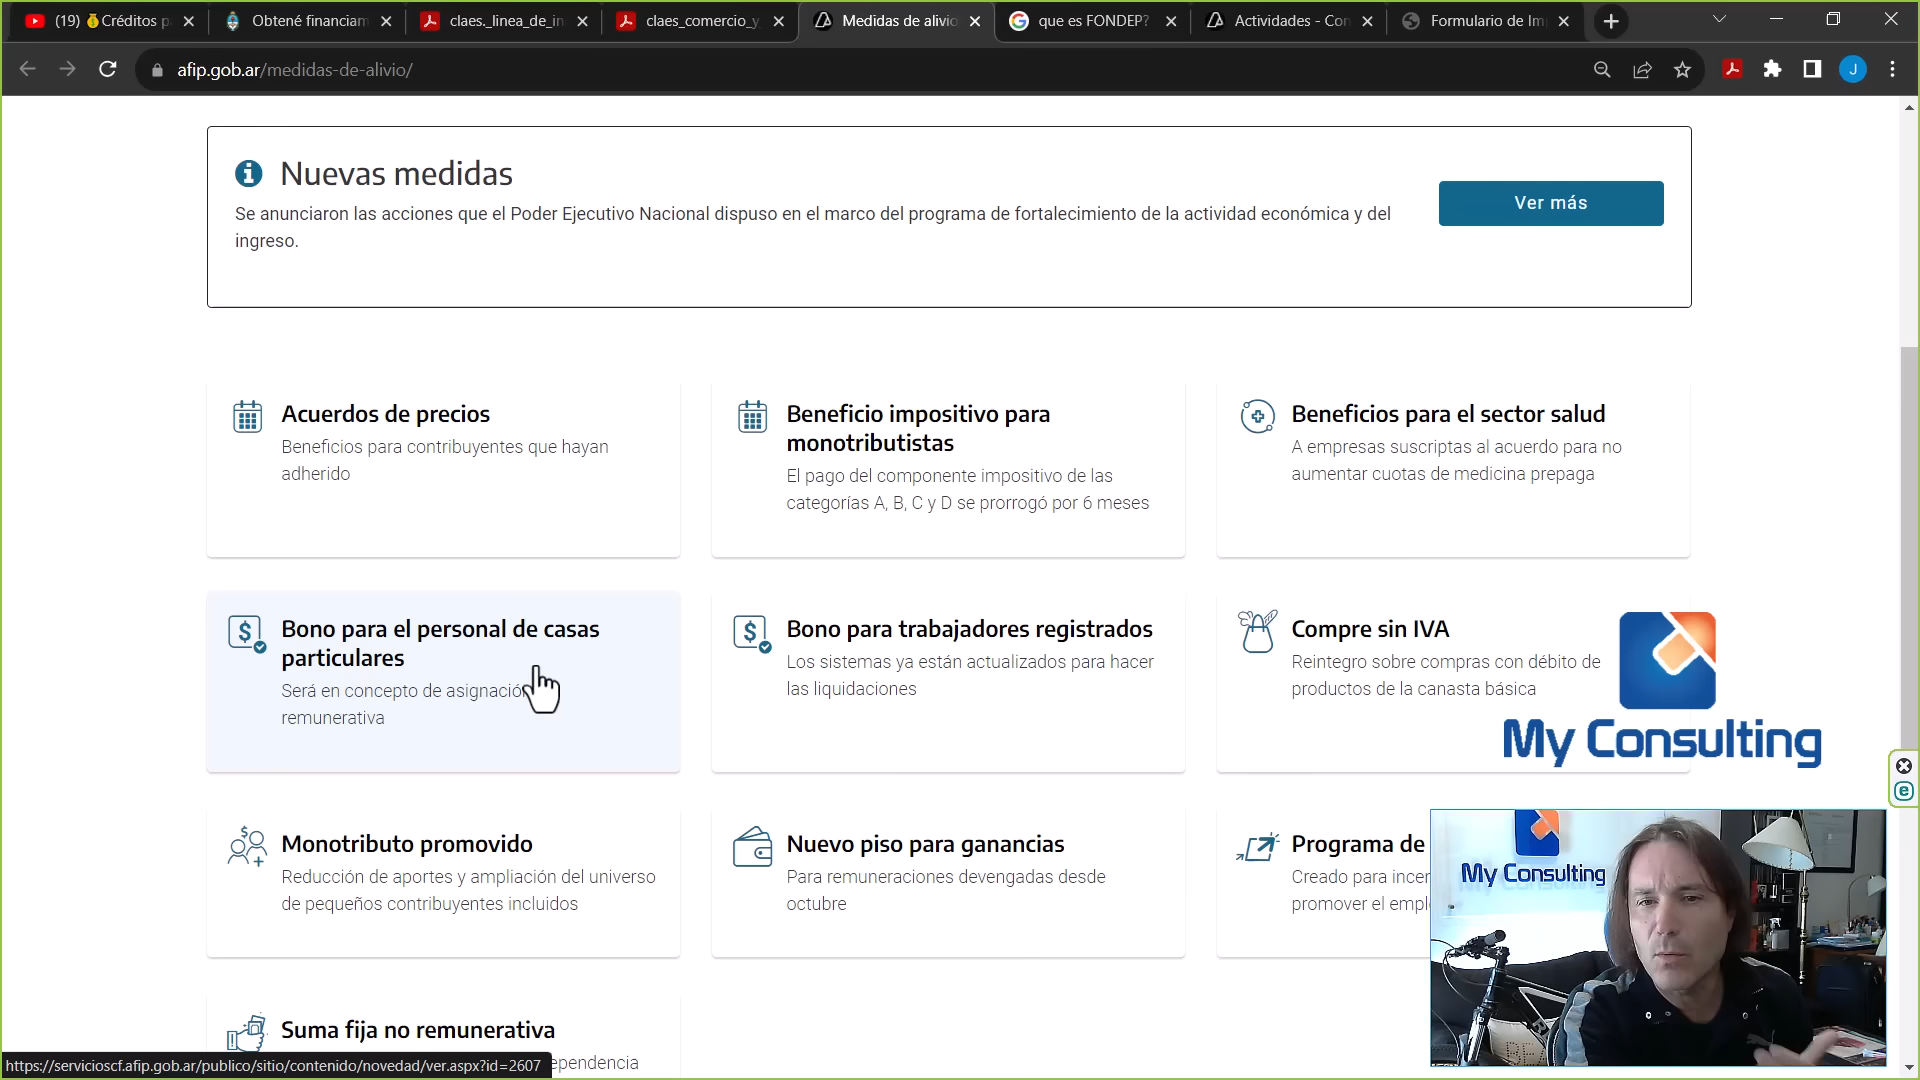 (19) Créditos p
Obtené financiam
claes._linea_de_in
claes_comercio_y
Medidas de alivio
que es FONDEP?
Actividades - Con
Formulario de Im
afip.gob.ar/medidas-de-alivio/
J
Nuevas medidas
Se anunciaron las acciones que el Poder Ejecutivo Nacional dispuso en el marco del programa de fortalecimiento de la actividad económica y del
ingreso.
Ver más
Acuerdos de precios
Beneficios para contribuyentes que hayan
adherido
Beneficio impositivo para
monotributistas
El pago del componente impositivo de las
categorías A, B, C y D se prorrogó por 6 meses
Beneficios para el sector salud
A empresas suscriptas al acuerdo para no
aumentar cuotas de medicina prepaga
Bono para el personal de casas
particulares
Será en concepto de asignació
remunerativa
Bono para trabajadores registrados
Los sistemas ya están actualizados para hacer
las liquidaciones
Compre sin IVA
Reintegro sobre compras con débito de
productos de la canasta básica
My Consulting
Monotributo promovido
Reducción de aportes y ampliación del universo
de pequeños contribuyentes incluidos
Nuevo piso para ganancias
Para remuneraciones devengadas desde
octubre
Programa de
Creado para incen
promover el emple
My Consulting
Suma fija no remunerativa
ependencia
https://servicioscf.afip.gob.ar/publico/sitio/contenido/novedad/ver.aspx?id=2607